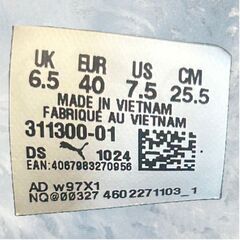 UK EUR US CM
6.5 40 7.5 25.5
MADE IN VIETNAM
FABRIQUÉ AU VIETNAM
311300-01
DS 1024
EAN:4067983270956
AD w97X1
NQ@00327 4602271103_1